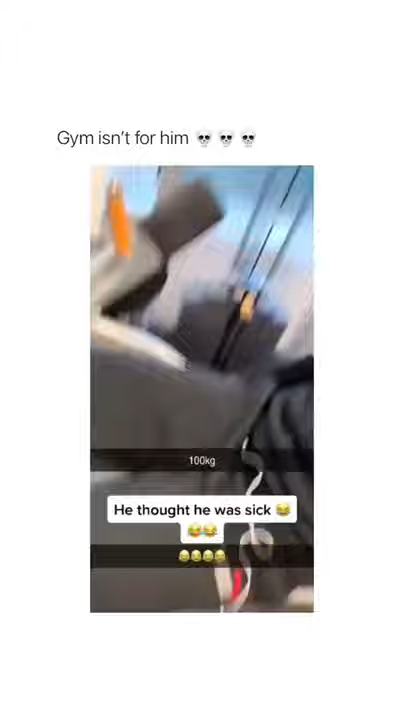 Gym isn't for him 💀💀💀
100kg
He thought he was sick 😂
😂😂
😂😂😂😂